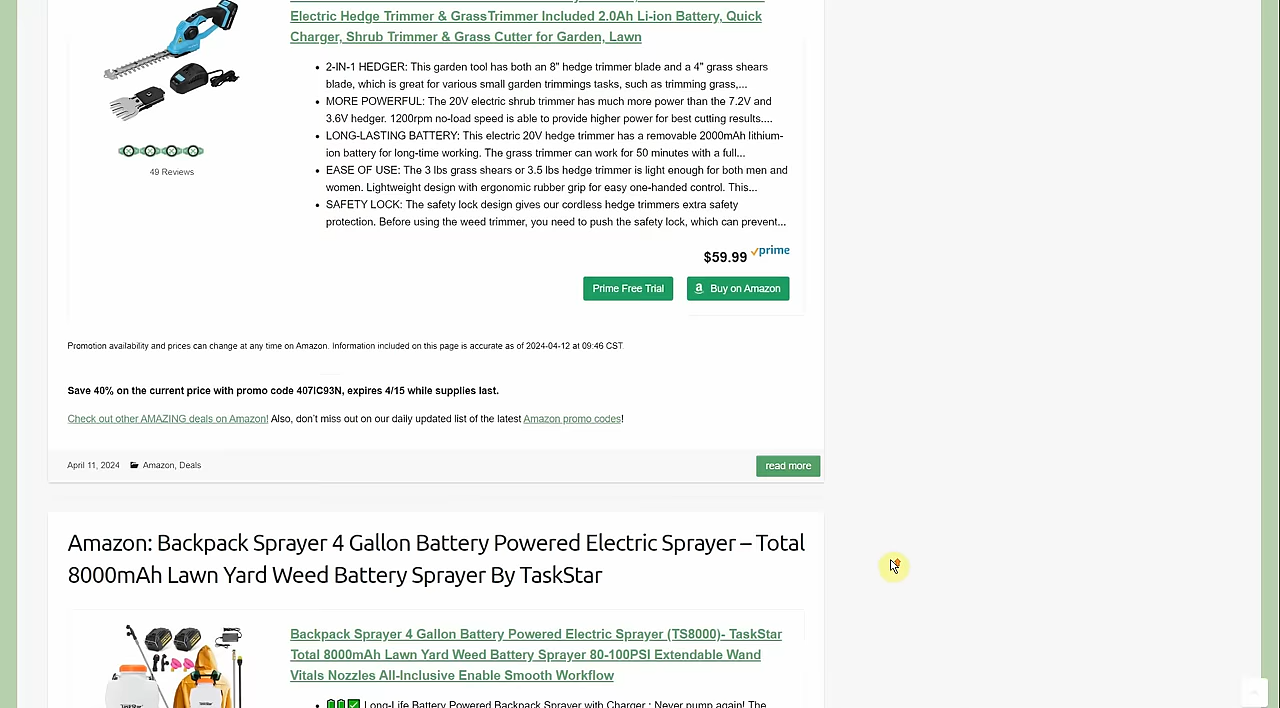 Electric Hedge Trimmer & GrassTrimmer Included 2.0Ah Li-ion Battery, Quick
Charger, Shrub Trimmer & Grass Cutter for Garden, Lawn
49 Reviews
• 2-IN-1 HEDGER: This garden tool has both an 8" hedge trimmer blade and a 4" grass shears
blade, which is great for various small garden trimmings tasks, such as trimming grass,...
• MORE POWERFUL: The 20V electric shrub trimmer has much more power than the 7.2V and
3.6V hedger. 1200rpm no-load speed is able to provide higher power for best cutting results....
• LONG-LASTING BATTERY: This electric 20V hedge trimmer has a removable 2000mAh lithium-
ion battery for long-time working. The grass trimmer can work for 50 minutes with a full...
• EASE OF USE: The 3 lbs grass shears or 3.5 lbs hedge trimmer is light enough for both men and
women. Lightweight design with ergonomic rubber grip for easy one-handed control. This...
• SAFETY LOCK: The safety lock design gives our cordless hedge trimmers extra safety
protection. Before using the weed trimmer, you need to push the safety lock, which can prevent...
$59.99 prime
Prime Free Trial
a Buy on Amazon
Promotion availability and prices can change at any time on Amazon. Information included on this page is accurate as of 2024-04-12 at 09:46 CST.
Save 40% on the current price with promo code 407IC93N, expires 4/15 while supplies last.
Check out other AMAZING deals on Amazon! Also, don't miss out on our daily updated list of the latest Amazon promo codes!
April 11, 2024 Amazon, Deals
read more
Amazon: Backpack Sprayer 4 Gallon Battery Powered Electric Sprayer – Total
8000mAh Lawn Yard Weed Battery Sprayer By TaskStar
Backpack Sprayer 4 Gallon Battery Powered Electric Sprayer (TS8000)- TaskStar
Total 8000mAh Lawn Yard Weed Battery Sprayer 80-100PSI Extendable Wand
Vitals Nozzles All-Inclusive Enable Smooth Workflow
• 🔋🔋✅ Long-Life Battery Powered Backpack Sprayer with Charger : Never pump again! The